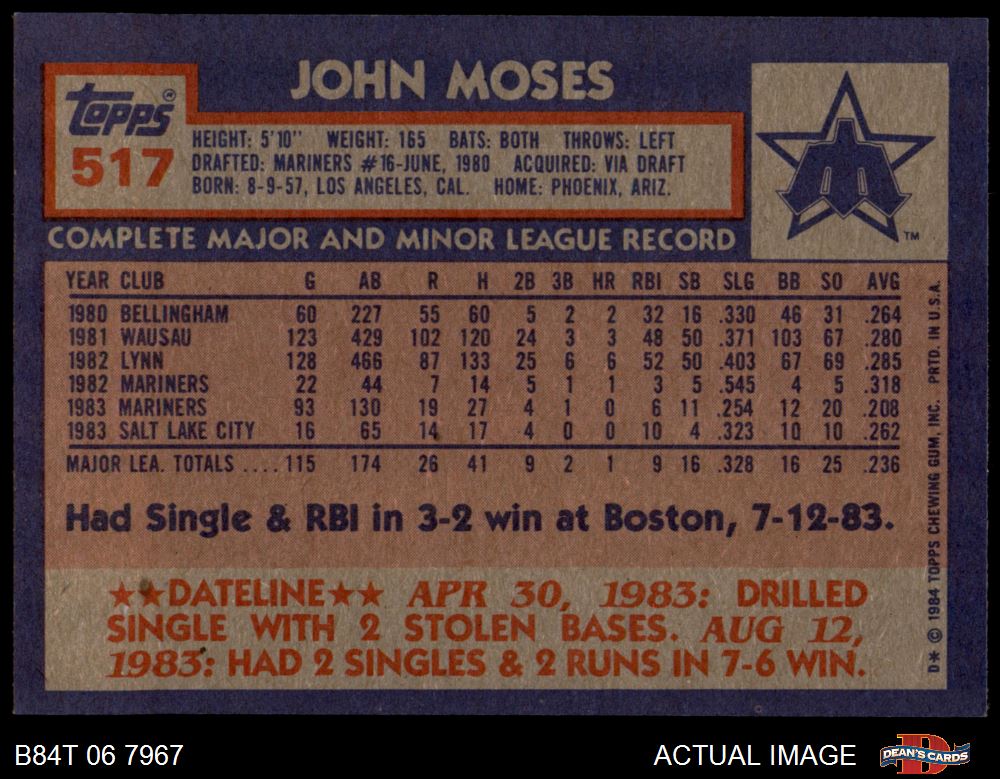 JOHN MOSES
Topps®
517
HEIGHT: 5'10" WEIGHT: 165 BATS: BOTH THROWS: LEFT
DRAFTED: MARINERS #16-JUNE, 1980 ACQUIRED: VIA DRAFT
BORN: 8-9-57, LOS ANGELES, CAL. HOME: PHOENIX, ARIZ.
TM
COMPLETE MAJOR AND MINOR LEAGUE RECORD
YEAR CLUB G AB R H 2B 3B HR RBI SB SLG BB SO AVG
1980 BELLINGHAM 60 227 55 60 5 2 2 32 16 .330 46 31 .264
1981 WAUSAU 123 429 102 120 24 3 3 48 50 .371 103 67 .280
1982 LYNN 128 466 87 133 25 6 6 52 50 .403 67 69 .285
1982 MARINERS 22 44 7 14 5 1 1 3 5 .545 4 5 .318
1983 MARINERS 93 130 19 27 4 1 0 6 11 .254 12 20 .208
1983 SALT LAKE CITY 16 65 14 17 4 0 0 10 4 .323 10 10 .262
MAJOR LEA. TOTALS ....115 174 26 41 9 2 1 9 16 .328 16 25 .236
Had Single & RBI in 3-2 win at Boston, 7-12-83.
★★DATELINE★★ APR 30, 1983: DRILLED
SINGLE WITH 2 STOLEN BASES. AUG 12,
1983: HAD 2 SINGLES & 2 RUNS IN 7-6 WIN.
D* © 1984 TOPPS CHEWING GUM, INC. PRTD. IN U.S.A.
B84T 06 7967
ACTUAL IMAGE
DEAN'S CARDS